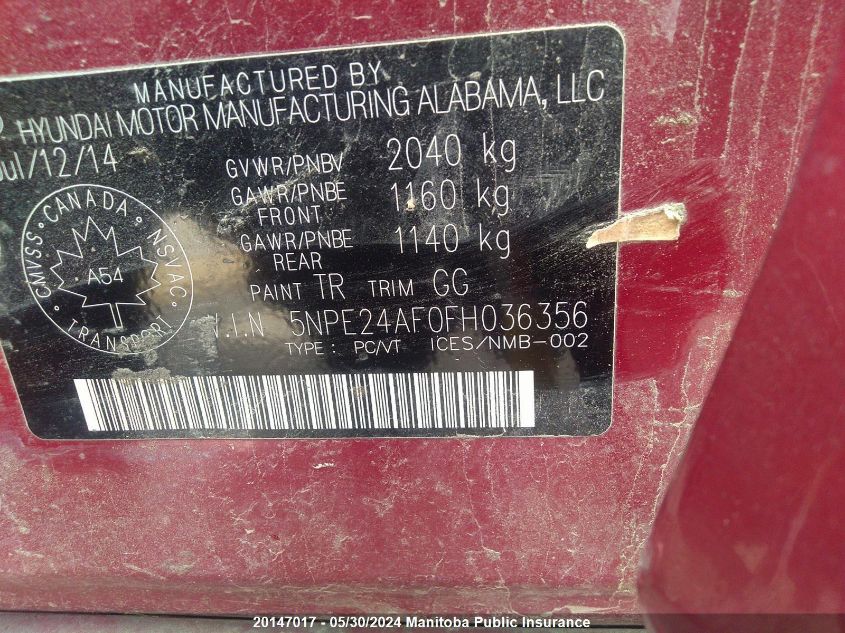 MANUFACTURED BY
HYUNDAI MOTOR MANUFACTURING ALABAMA, LLC
Jul/12/14
GVWR/PNBV 2040 kg
GAWR/PNBE FRONT 1160 kg
GAWR/PNBE REAR 1140 kg
PAINT TR TRIM GG
V.I.N 5NPE24AF0FH036356
TYPE : PC/VT ICES/NMB-002
CANADA
CMVSS NSVAC
A54
TRANSPORT
20147017 - 05/30/2024 Manitoba Public Insurance